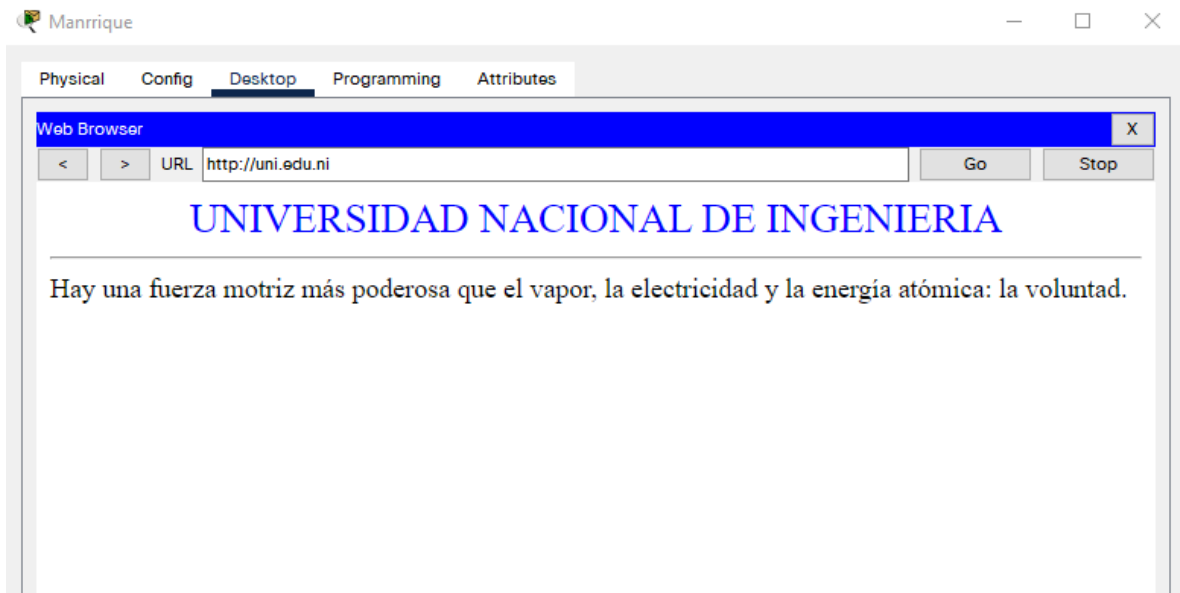 Manrrique
Physical Config Desktop Programming Attributes
Web Browser X
< > URL http://uni.edu.ni Go Stop
UNIVERSIDAD NACIONAL DE INGENIERIA
Hay una fuerza motriz más poderosa que el vapor, la electricidad y la energía atómica: la voluntad.